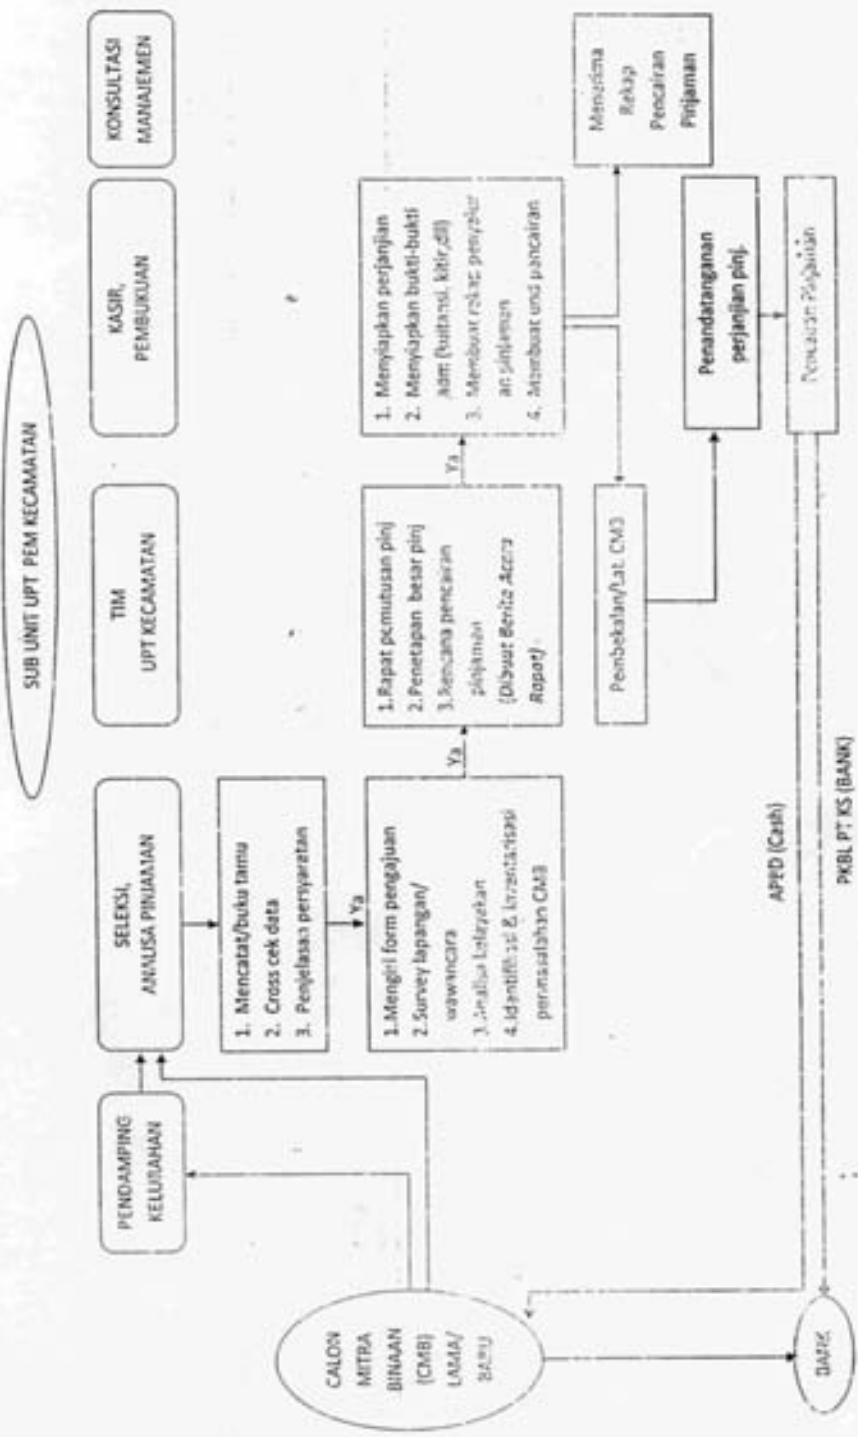 SUB UNIT UPT PEM KECAMATAN
PENDAMPING
KELURAHAN
SELEKSI,
ANALISA PINJAMAN
TIM
UPT KECAMATAN
KASIR,
PEMBUKUAN
KONSULTASI
MANAJEMEN
CALON
MITRA
BINAAN
(CMB)
LAMA/
BARU
1. Mencatat/buku tamu
2. Cross cek data
3. Penjelasan persyaratan
Ya
1.Mengiri form pengajuan
2.Survey lapangan/
wawancara
3.Analisa kelayakan
4.Identifikasi & inventarisasi
permasalahan CMB
Ya
1.Rapat pemutusan pinj
2.Penetapan besar pinj
3.Rencana pencairan
pinjaman
(Dibuat Berita Acara
Rapat)
Ya
1. Menyiapkan perjanjian
2. Menyiapkan bukti-bukti
adm (kuitansi, kitir,dll)
3. Membuat rekap penyalur
an pinjaman
4. Membuat und pancairan
Menerima
Rekap
Pencairan
Pinjaman
Pembekalan/Lat. CMB
Penandatanganan
perjanjian pinj.
Pencairan Pinjaman
APBD (Cash)
PKBL PT KS (BANK)
BANK